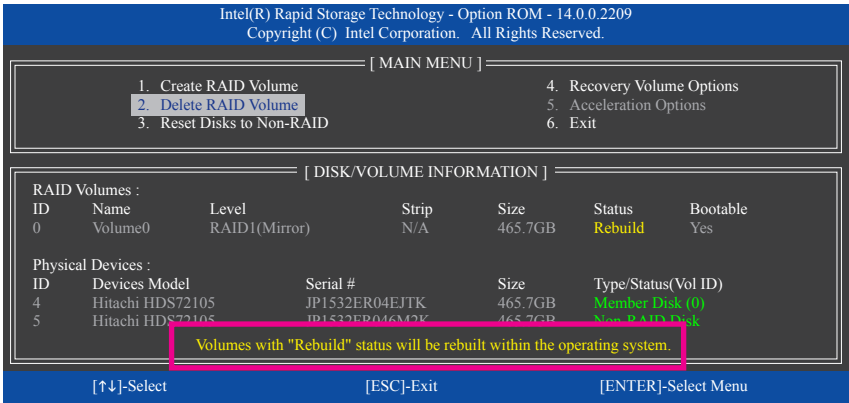 Intel(R) Rapid Storage Technology - Option ROM - 14.0.0.2209
Copyright (C) Intel Corporation. All Rights Reserved.
[ MAIN MENU ]
1. Create RAID Volume
2. Delete RAID Volume
3. Reset Disks to Non-RAID
4. Recovery Volume Options
5. Acceleration Options
6. Exit
[ DISK/VOLUME INFORMATION ]
RAID Volumes :
ID Name Level Strip Size Status Bootable
0 Volume0 RAID1(Mirror) N/A 465.7GB Rebuild Yes
Physical Devices :
ID Devices Model Serial # Size Type/Status(Vol ID)
4 Hitachi HDS72105 JP1532ER04EJTK 465.7GB Member Disk (0)
5 Hitachi HDS72105 JP1532ER046M2K 465.7GB Non-RAID Disk
Volumes with "Rebuild" status will be rebuilt within the operating system.
[↑↓]-Select [ESC]-Exit [ENTER]-Select Menu